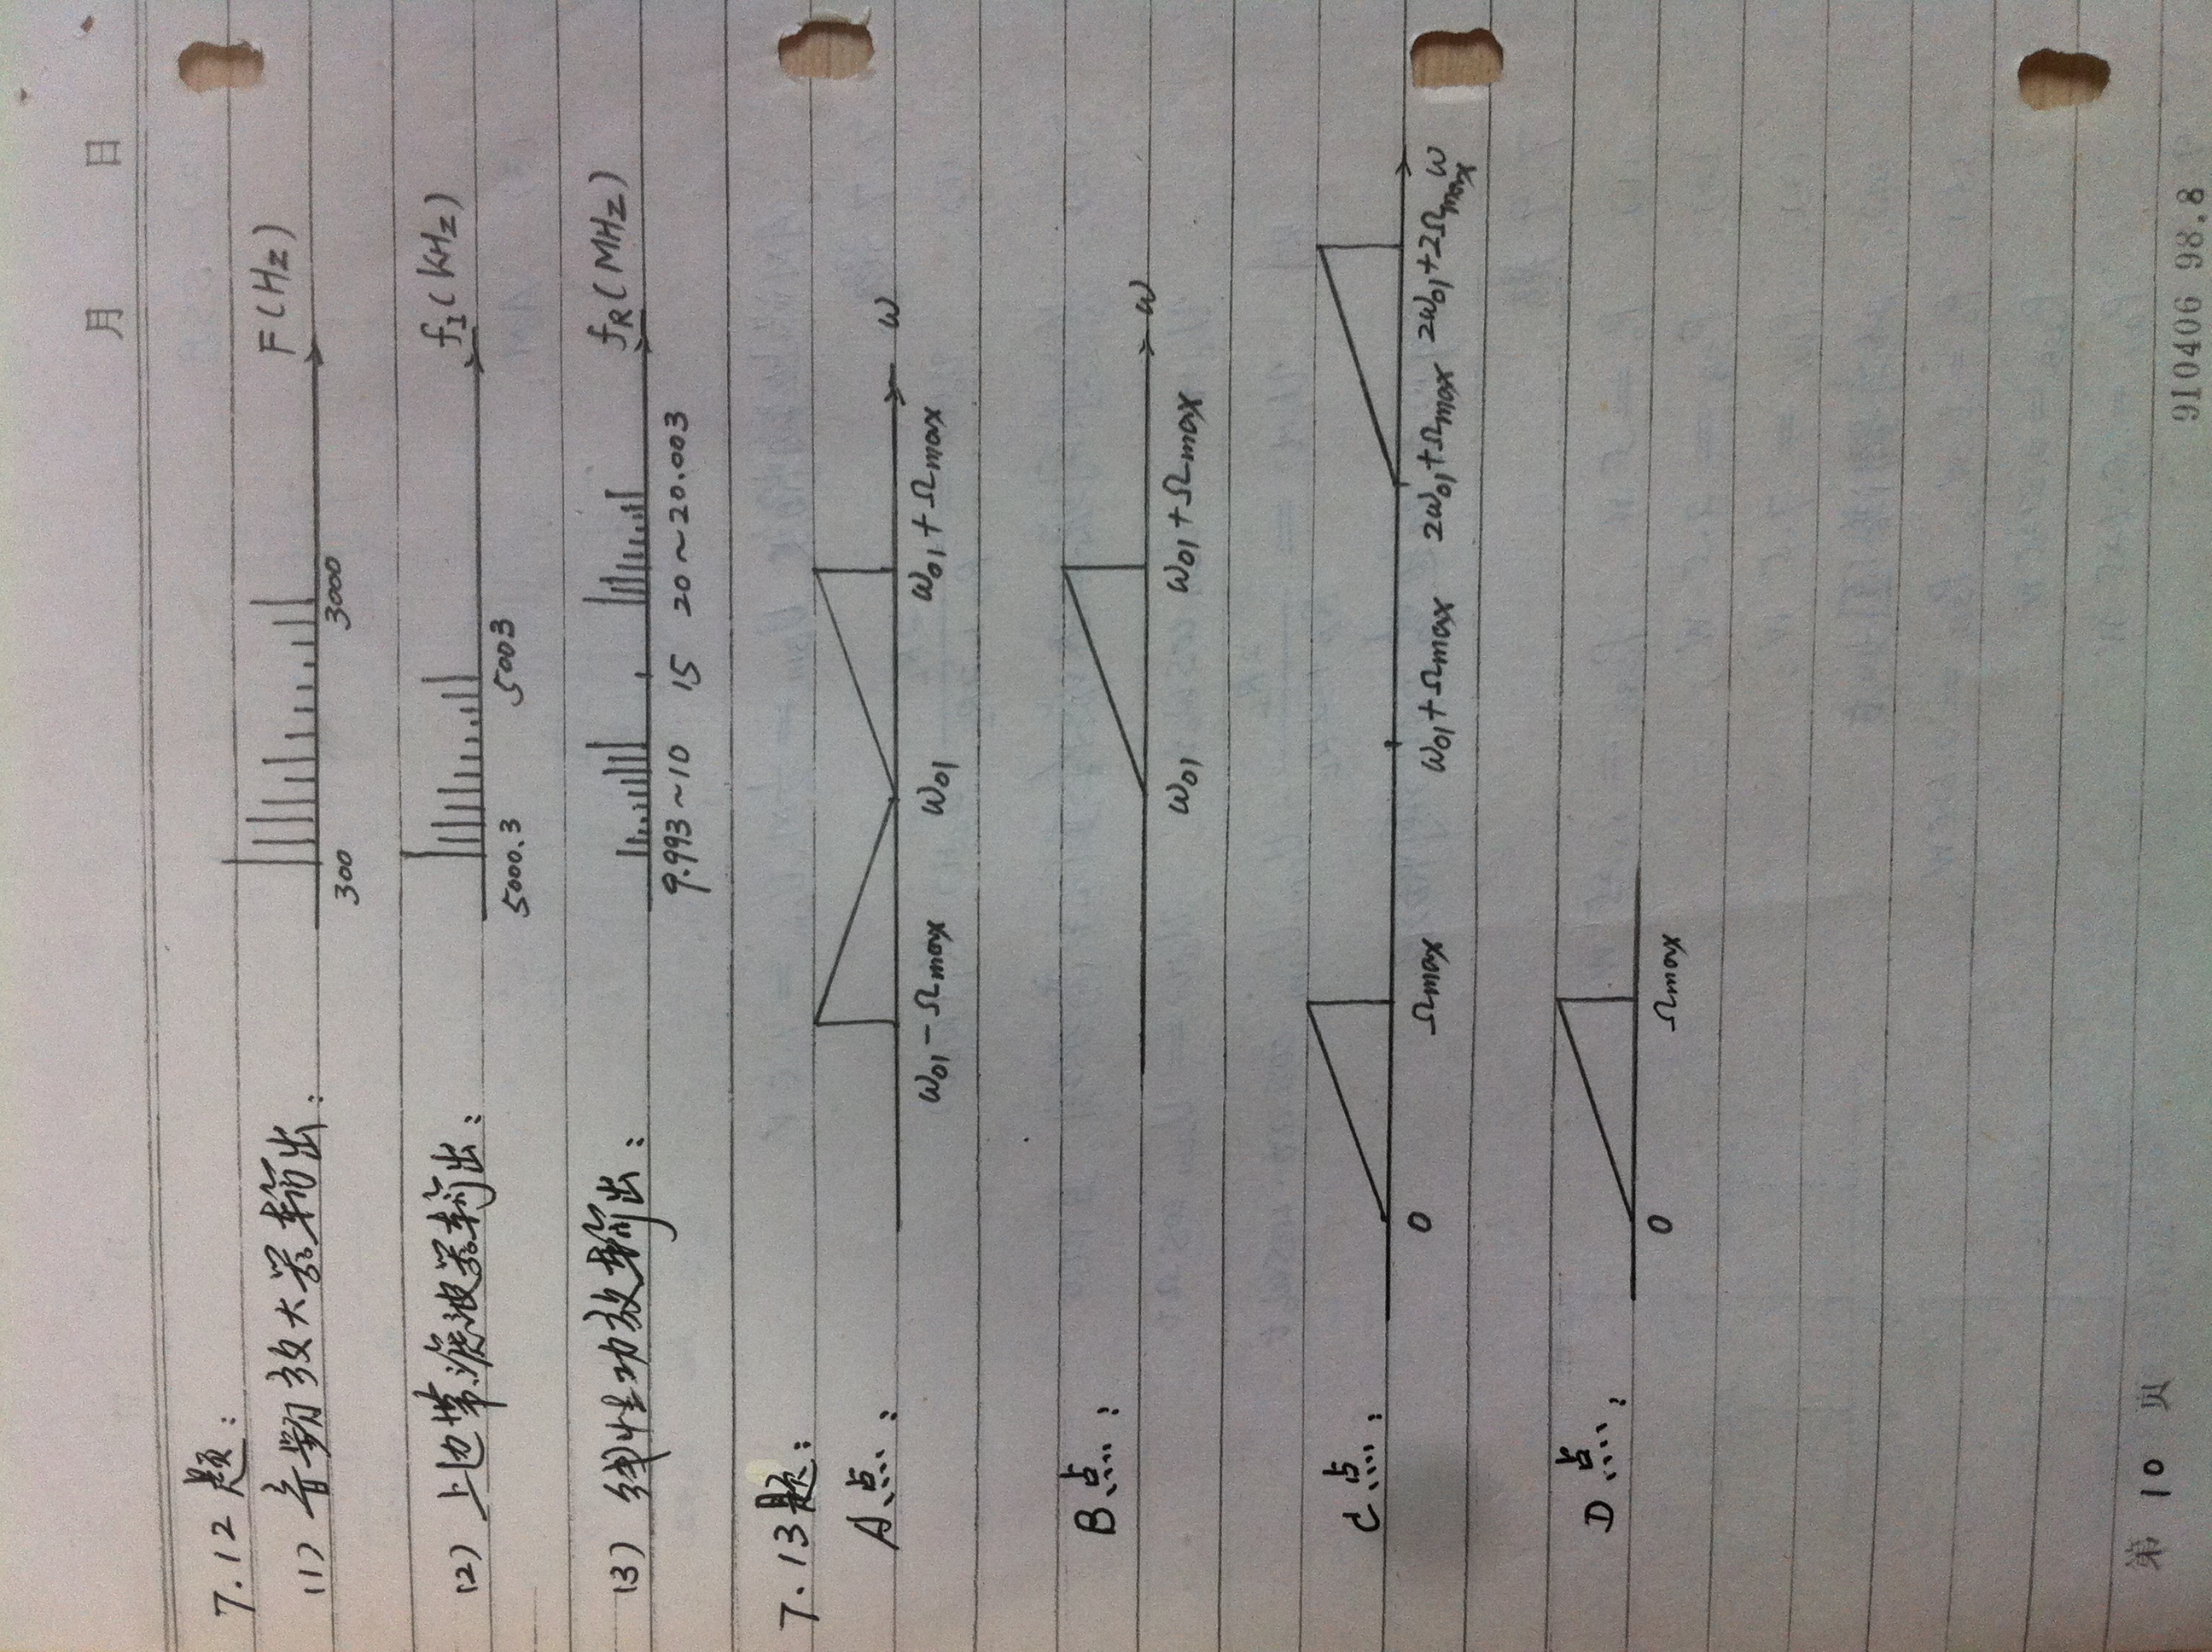 月 日
7.12 题：
(1) 音频放大器输出：
F(Hz)
300 3000
(2) 上边带滤波器输出：
f_I(KHz)
5000.3 5003
(3) 线性功放输出：
f_R(MHz)
9.993～10 15 20～20.003
7.13题：
A点：
ω
ω₀₁－Ωmax ω₀₁ ω₀₁＋Ωmax
B点：
ω
ω₀₁ ω₀₁＋Ωmax
C点：
0 Ωmax ω₀₁＋Ωmax 2ω₀₁＋Ωmax 2ω₀₁＋2Ωmax ω
D点：
0 Ωmax
第 10 页
910406 98.8